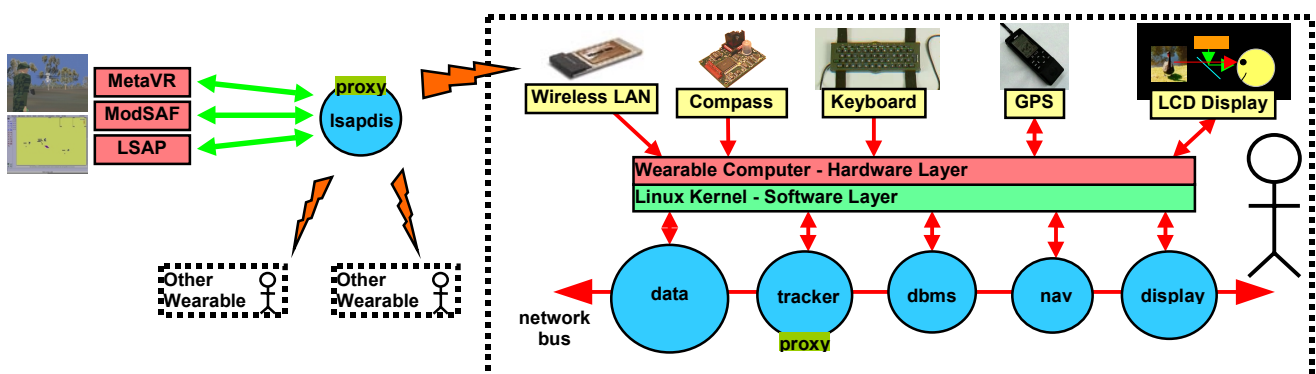 MetaVR
ModSAF
LSAP
proxy
lsapdis
Other
Wearable
Other
Wearable
Wireless LAN
Compass
Keyboard
GPS
LCD Display
Wearable Computer - Hardware Layer
Linux Kernel - Software Layer
data
tracker
dbms
nav
display
network
bus
proxy